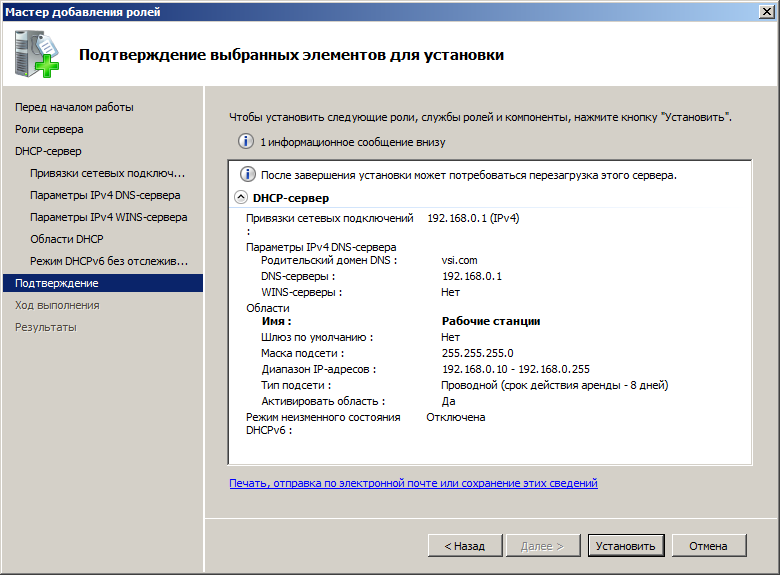 Мастер добавления ролей
Подтверждение выбранных элементов для установки
Перед началом работы
Роли сервера
DHCP-сервер
Привязки сетевых подключ...
Параметры IPv4 DNS-сервера
Параметры IPv4 WINS-сервера
Области DHCP
Режим DHCPv6 без отслежив...
Подтверждение
Ход выполнения
Результаты
Чтобы установить следующие роли, службы ролей и компоненты, нажмите кнопку "Установить".
1 информационное сообщение внизу
После завершения установки может потребоваться перезагрузка этого сервера.
DHCP-сервер
Привязки сетевых подключений 192.168.0.1 (IPv4)
:
Параметры IPv4 DNS-сервера
Родительский домен DNS : vsi.com
DNS-серверы : 192.168.0.1
WINS-серверы : Нет
Области
Имя : Рабочие станции
Шлюз по умолчанию : Нет
Маска подсети : 255.255.255.0
Диапазон IP-адресов : 192.168.0.10 - 192.168.0.255
Тип подсети : Проводной (срок действия аренды - 8 дней)
Активировать область : Да
Режим неизменного состояния Отключена
DHCPv6 :
Печать, отправка по электронной почте или сохранение этих сведений
< Назад Далее > Установить Отмена